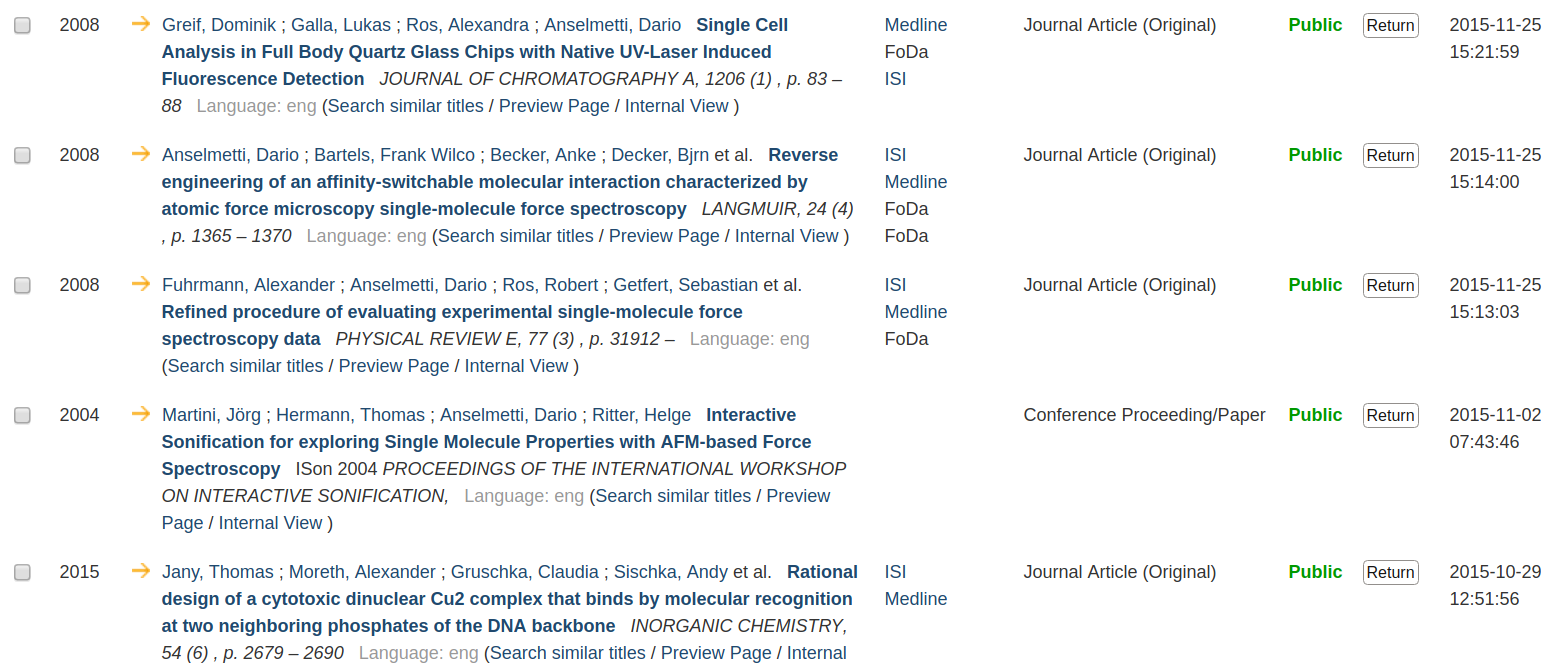 2008 → Greif, Dominik ; Galla, Lukas ; Ros, Alexandra ; Anselmetti, Dario Single Cell Medline Journal Article (Original) Public Return 2015-11-25
Analysis in Full Body Quartz Glass Chips with Native UV-Laser Induced FoDa 15:21:59
Fluorescence Detection JOURNAL OF CHROMATOGRAPHY A, 1206 (1) , p. 83 – ISI
88 Language: eng (Search similar titles / Preview Page / Internal View )
2008 → Anselmetti, Dario ; Bartels, Frank Wilco ; Becker, Anke ; Decker, Bjrn et al. Reverse ISI Journal Article (Original) Public Return 2015-11-25
engineering of an affinity-switchable molecular interaction characterized by Medline 15:14:00
atomic force microscopy single-molecule force spectroscopy LANGMUIR, 24 (4) FoDa
, p. 1365 – 1370 Language: eng (Search similar titles / Preview Page / Internal View ) FoDa
2008 → Fuhrmann, Alexander ; Anselmetti, Dario ; Ros, Robert ; Getfert, Sebastian et al. ISI Journal Article (Original) Public Return 2015-11-25
Refined procedure of evaluating experimental single-molecule force Medline 15:13:03
spectroscopy data PHYSICAL REVIEW E, 77 (3) , p. 31912 – Language: eng FoDa
(Search similar titles / Preview Page / Internal View )
2004 → Martini, Jörg ; Hermann, Thomas ; Anselmetti, Dario ; Ritter, Helge Interactive Conference Proceeding/Paper Public Return 2015-11-02
Sonification for exploring Single Molecule Properties with AFM-based Force 07:43:46
Spectroscopy ISon 2004 PROCEEDINGS OF THE INTERNATIONAL WORKSHOP
ON INTERACTIVE SONIFICATION, Language: eng (Search similar titles / Preview
Page / Internal View )
2015 → Jany, Thomas ; Moreth, Alexander ; Gruschka, Claudia ; Sischka, Andy et al. Rational ISI Journal Article (Original) Public Return 2015-10-29
design of a cytotoxic dinuclear Cu2 complex that binds by molecular recognition Medline 12:51:56
at two neighboring phosphates of the DNA backbone INORGANIC CHEMISTRY,
54 (6) , p. 2679 – 2690 Language: eng (Search similar titles / Preview Page / Internal